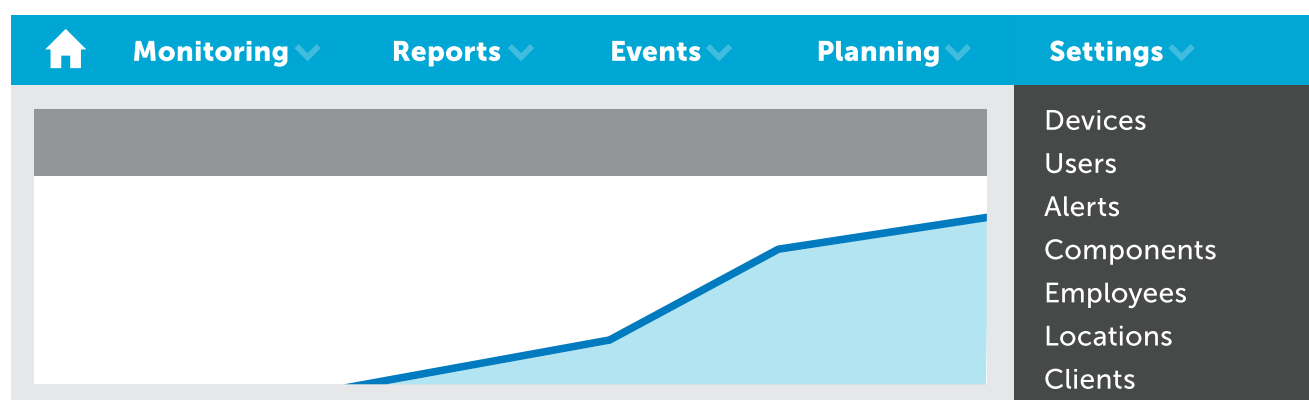 Monitoring Reports Events Planning Settings
Devices
Users
Alerts
Components
Employees
Locations
Clients